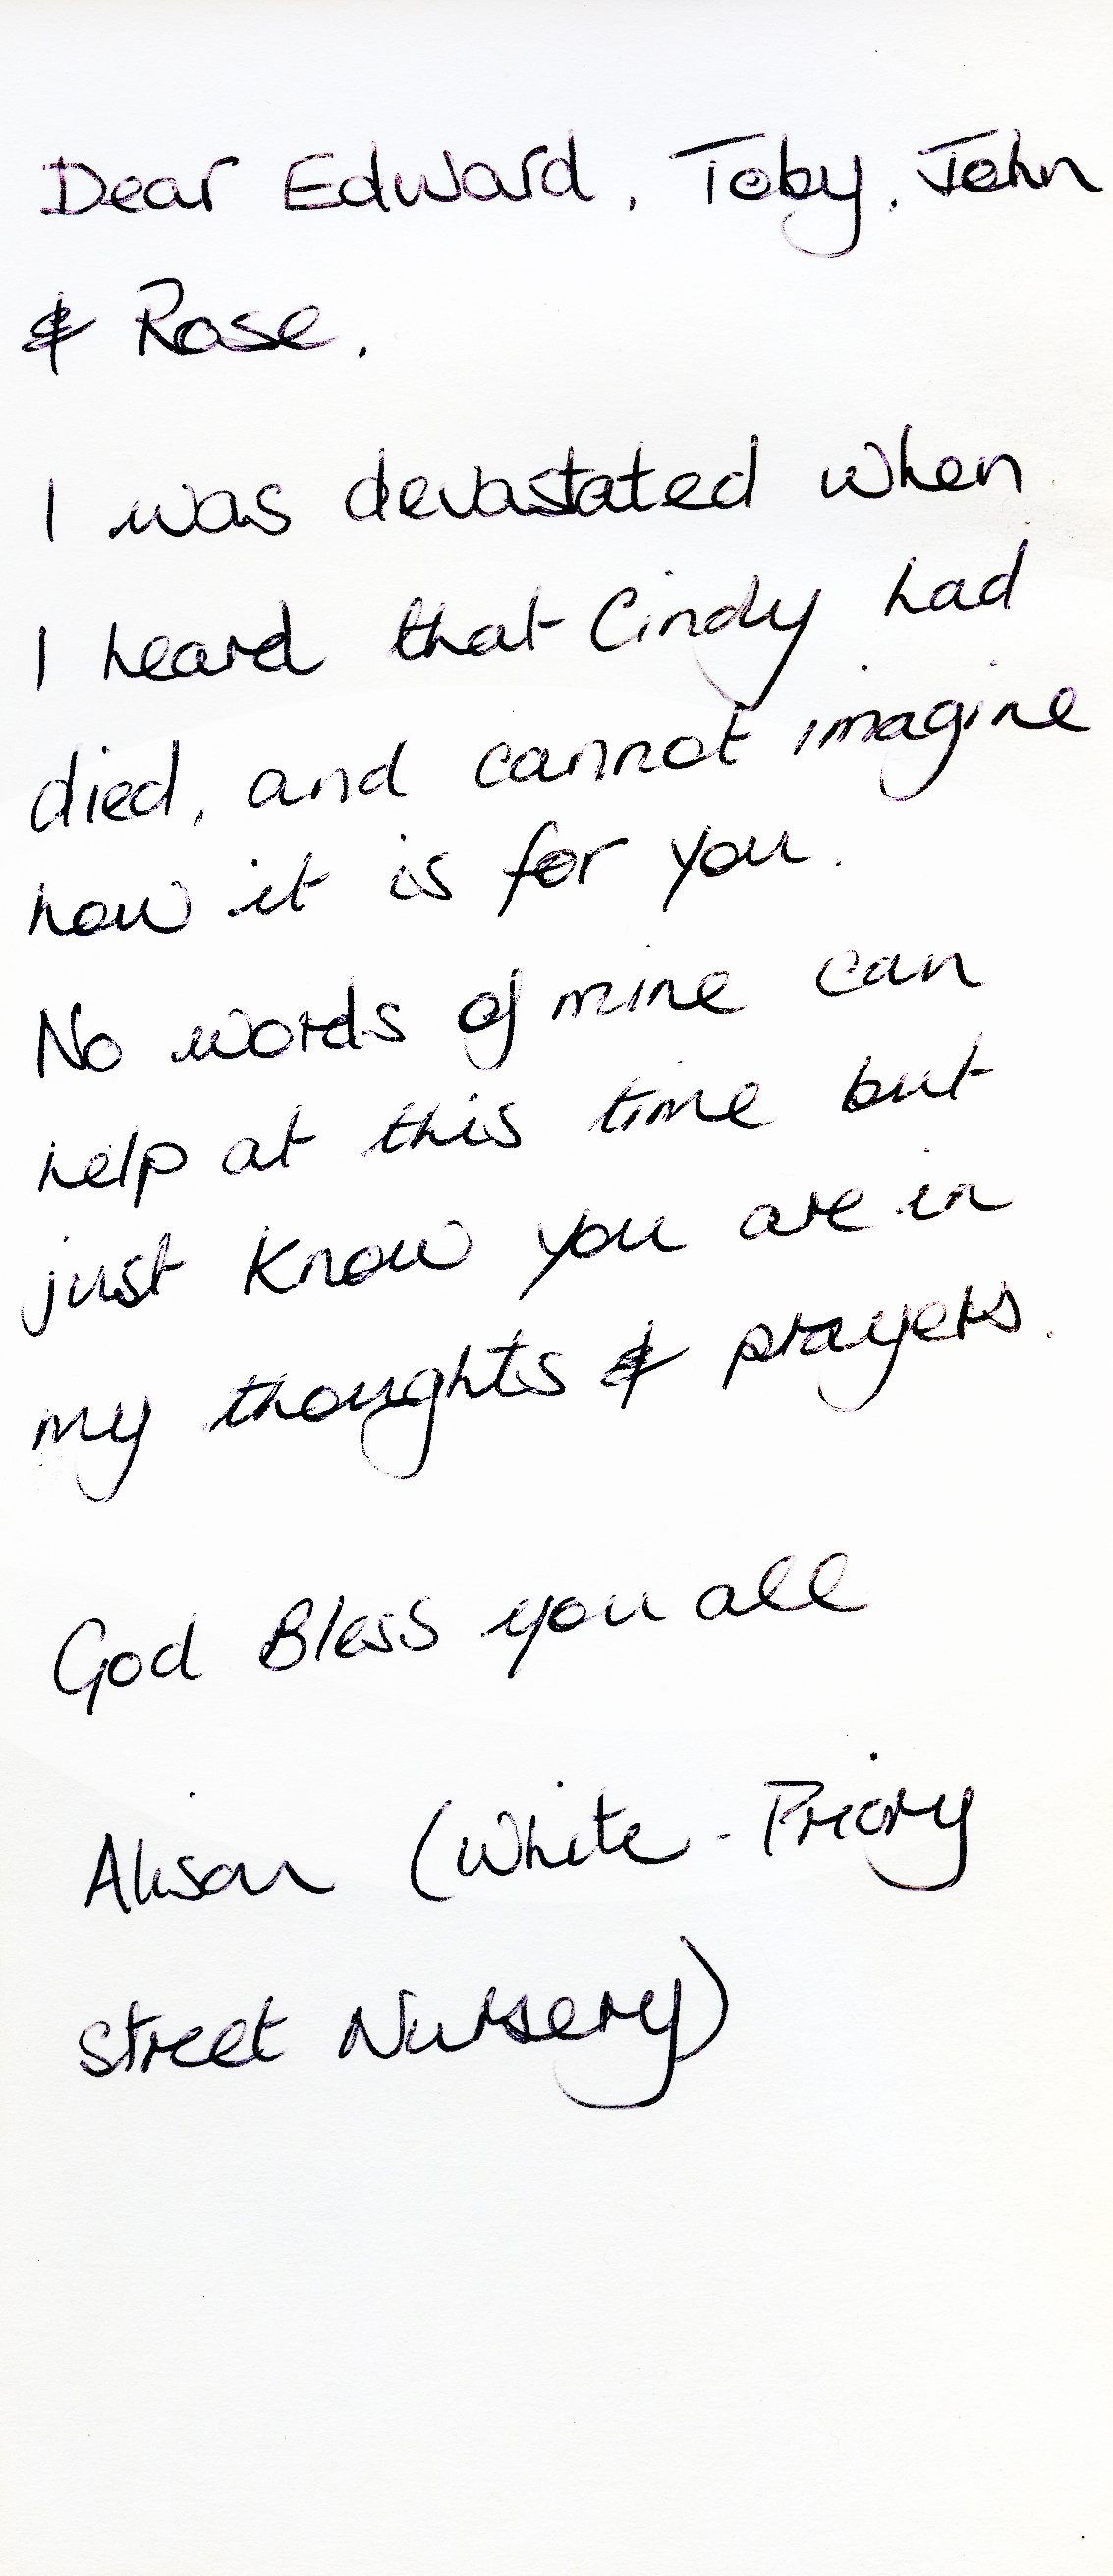 Dear Edward, Toby, John
& Rose.
I was devastated when
I heard that Cindy had
died, and cannot imagine
how it is for you.
No words of mine can
help at this time but
just know you are in
my thoughts & prayers.
God Bless you all
Alison (White - Priory
street Nursery)